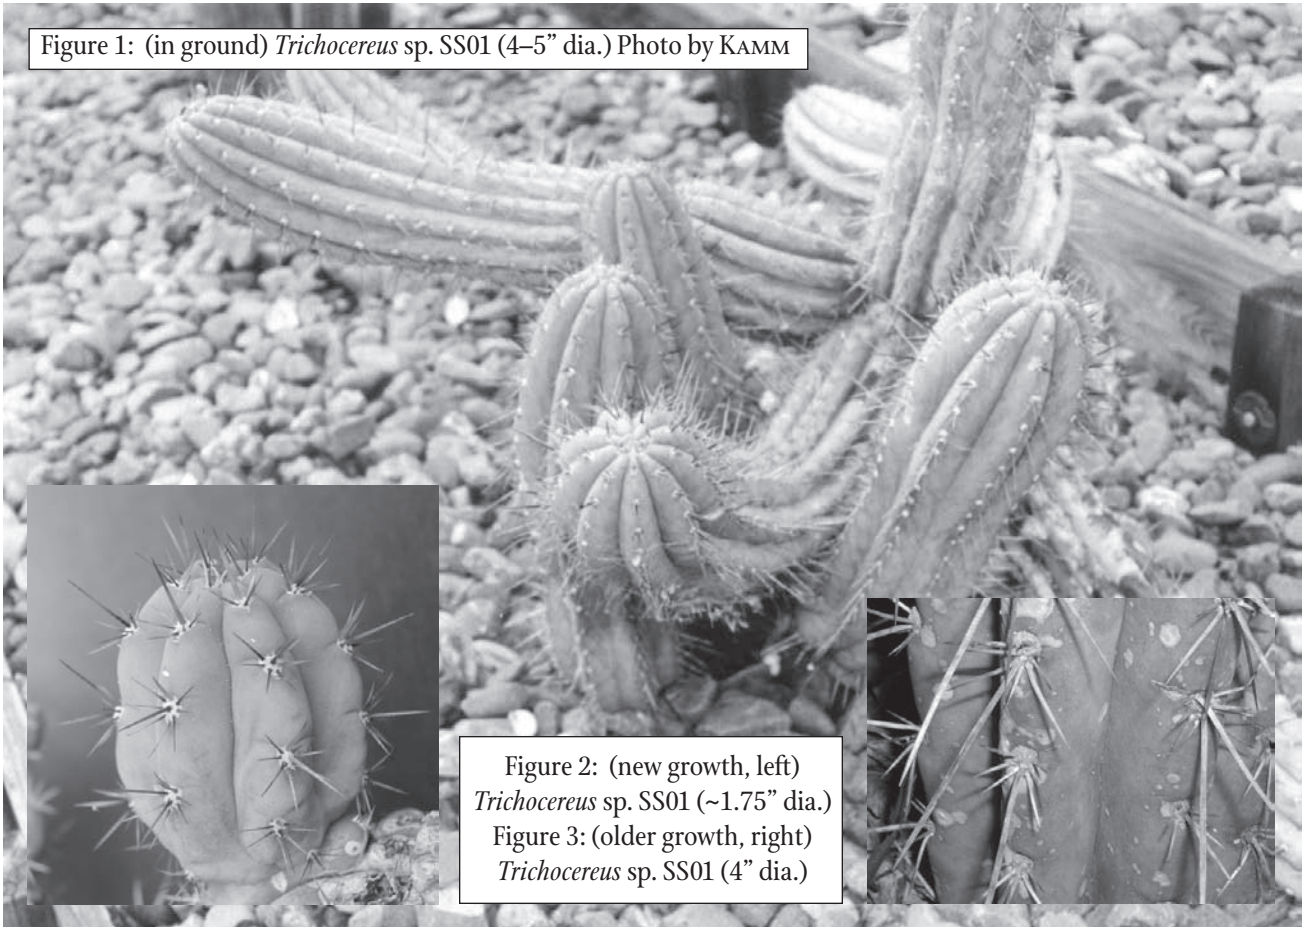 Figure 1: (in ground) Trichocereus sp. SS01 (4–5” dia.) Photo by KAMM
Figure 2: (new growth, left)
Trichocereus sp. SS01 (~1.75” dia.)
Figure 3: (older growth, right)
Trichocereus sp. SS01 (4” dia.)